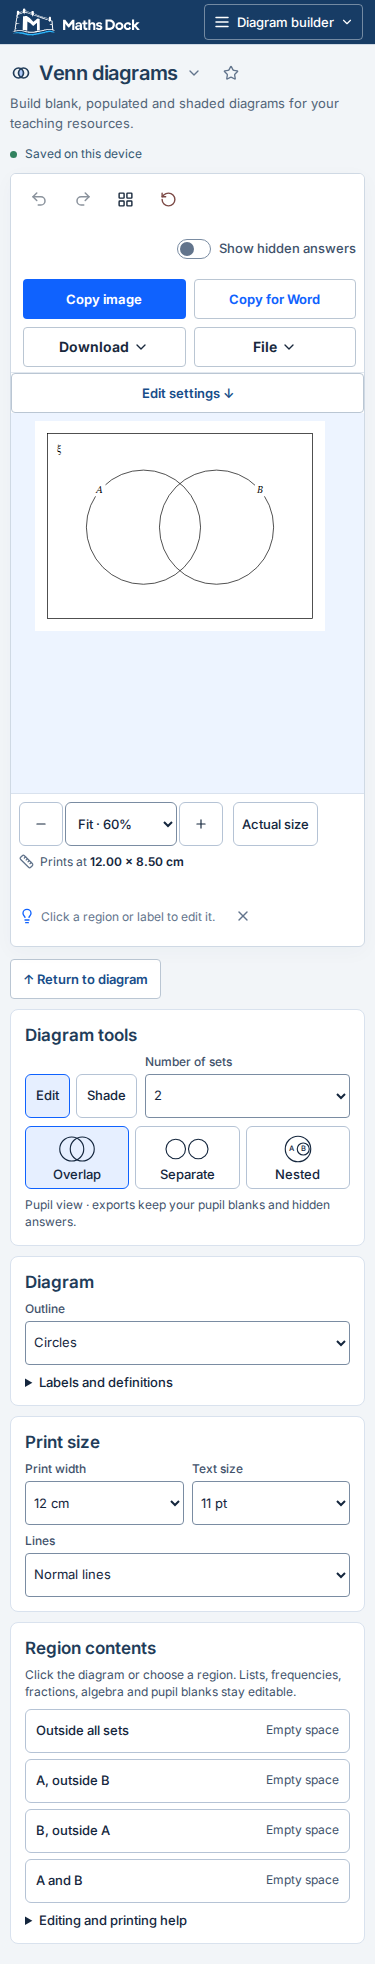 Maths Dock
Diagram builder
Venn diagrams
Build blank, populated and shaded diagrams for your
teaching resources.
Saved on this device
Show hidden answers
Copy image
Copy for Word
Download
File
Edit settings ↓
ξ
A
B
− Fit · 60% + Actual size
Prints at 12.00 × 8.50 cm
Click a region or label to edit it. ×
↑ Return to diagram
Diagram tools
Number of sets
Edit Shade 2
A B
Overlap Separate Nested
Pupil view · exports keep your pupil blanks and hidden
answers.
Diagram
Outline
Circles
Labels and definitions
Print size
Print width Text size
12 cm 11 pt
Lines
Normal lines
Region contents
Click the diagram or choose a region. Lists, frequencies,
fractions, algebra and pupil blanks stay editable.
Outside all sets Empty space
A, outside B Empty space
B, outside A Empty space
A and B Empty space
Editing and printing help